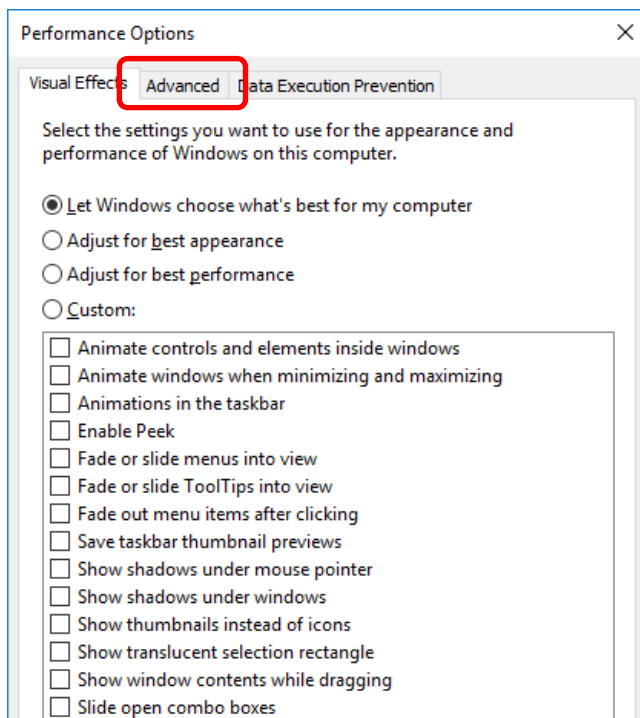 Performance Options
Visual Effects Advanced Data Execution Prevention
Select the settings you want to use for the appearance and
performance of Windows on this computer.
Let Windows choose what's best for my computer
Adjust for best appearance
Adjust for best performance
Custom:
Animate controls and elements inside windows
Animate windows when minimizing and maximizing
Animations in the taskbar
Enable Peek
Fade or slide menus into view
Fade or slide ToolTips into view
Fade out menu items after clicking
Save taskbar thumbnail previews
Show shadows under mouse pointer
Show shadows under windows
Show thumbnails instead of icons
Show translucent selection rectangle
Show window contents while dragging
Slide open combo boxes